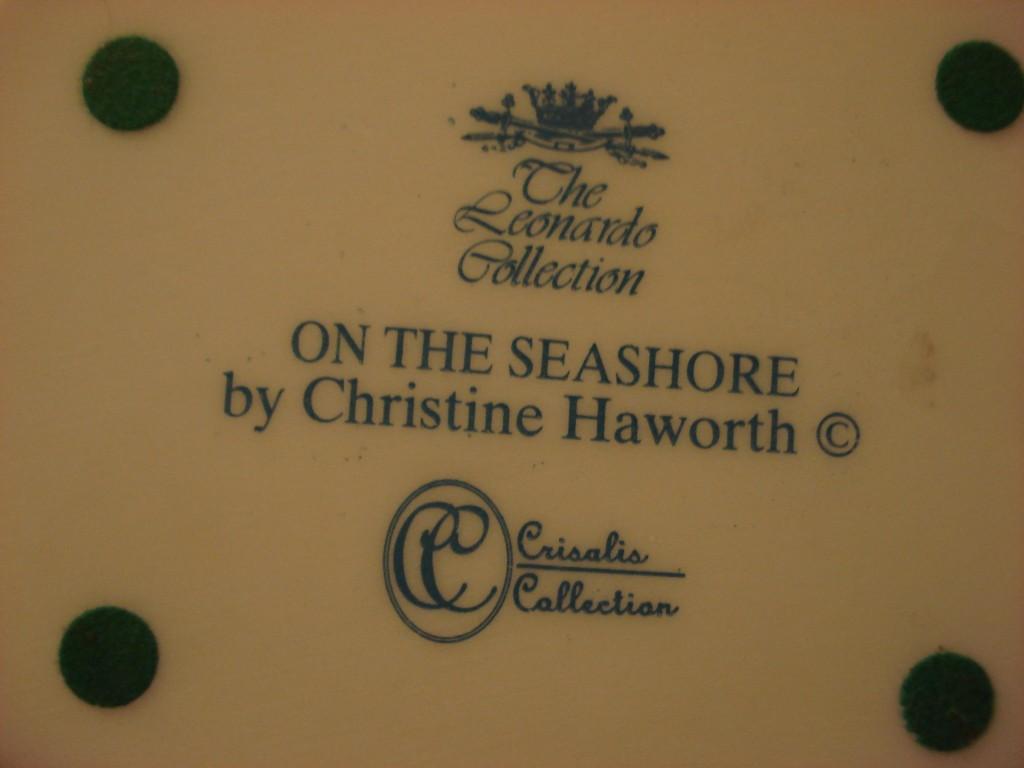 The
Leonardo
Collection
ON THE SEASHORE
by Christine Haworth ©
CC
Crisalis
Collection